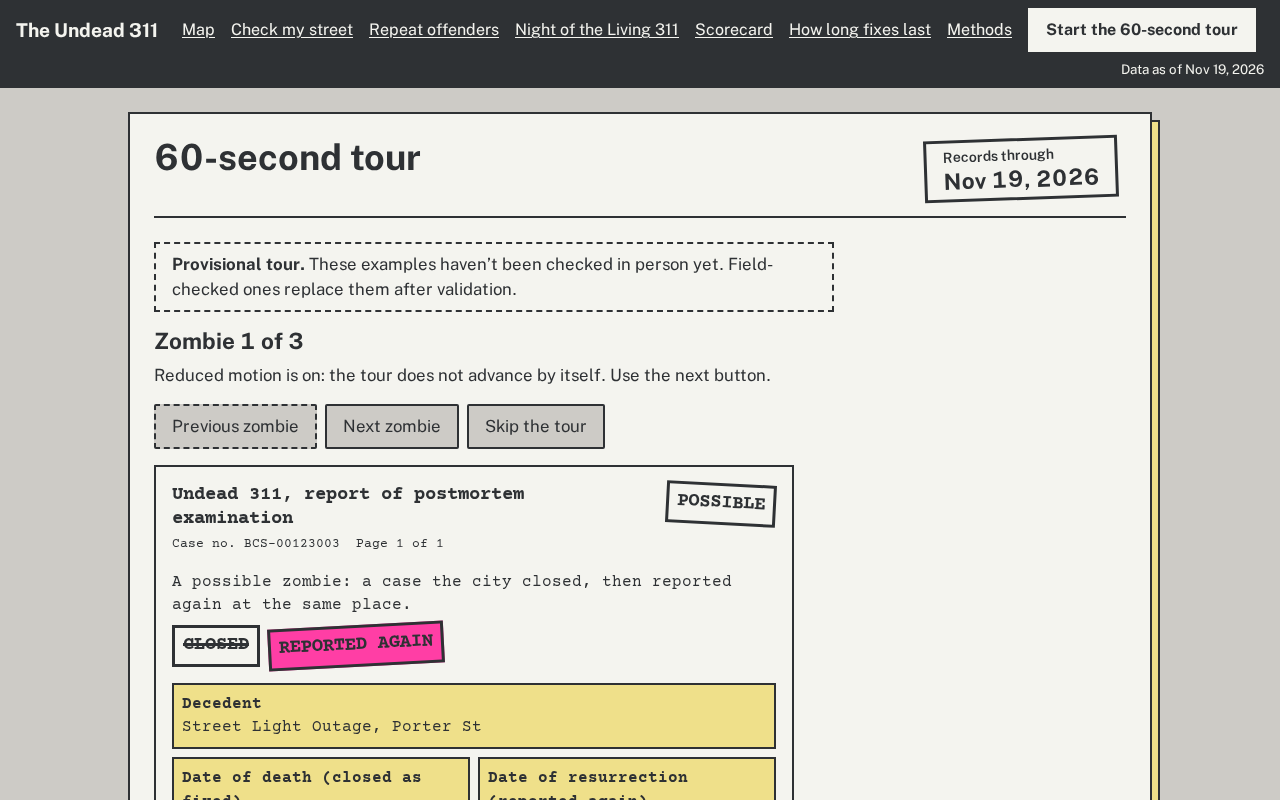 The Undead 311 Map Check my street Repeat offenders Night of the Living 311 Scorecard How long fixes last Methods Start the 60-second tour
Data as of Nov 19, 2026
60-second tour
Records through
Nov 19, 2026
Provisional tour. These examples haven’t been checked in person yet. Field-
checked ones replace them after validation.
Zombie 1 of 3
Reduced motion is on: the tour does not advance by itself. Use the next button.
Previous zombie Next zombie Skip the tour
Undead 311, report of postmortem
examination
POSSIBLE
Case no. BCS-00123003 Page 1 of 1
A possible zombie: a case the city closed, then reported
again at the same place.
CLOSED REPORTED AGAIN
Decedent
Street Light Outage, Porter St
Date of death (closed as
fixed)
Date of resurrection
(reported again)